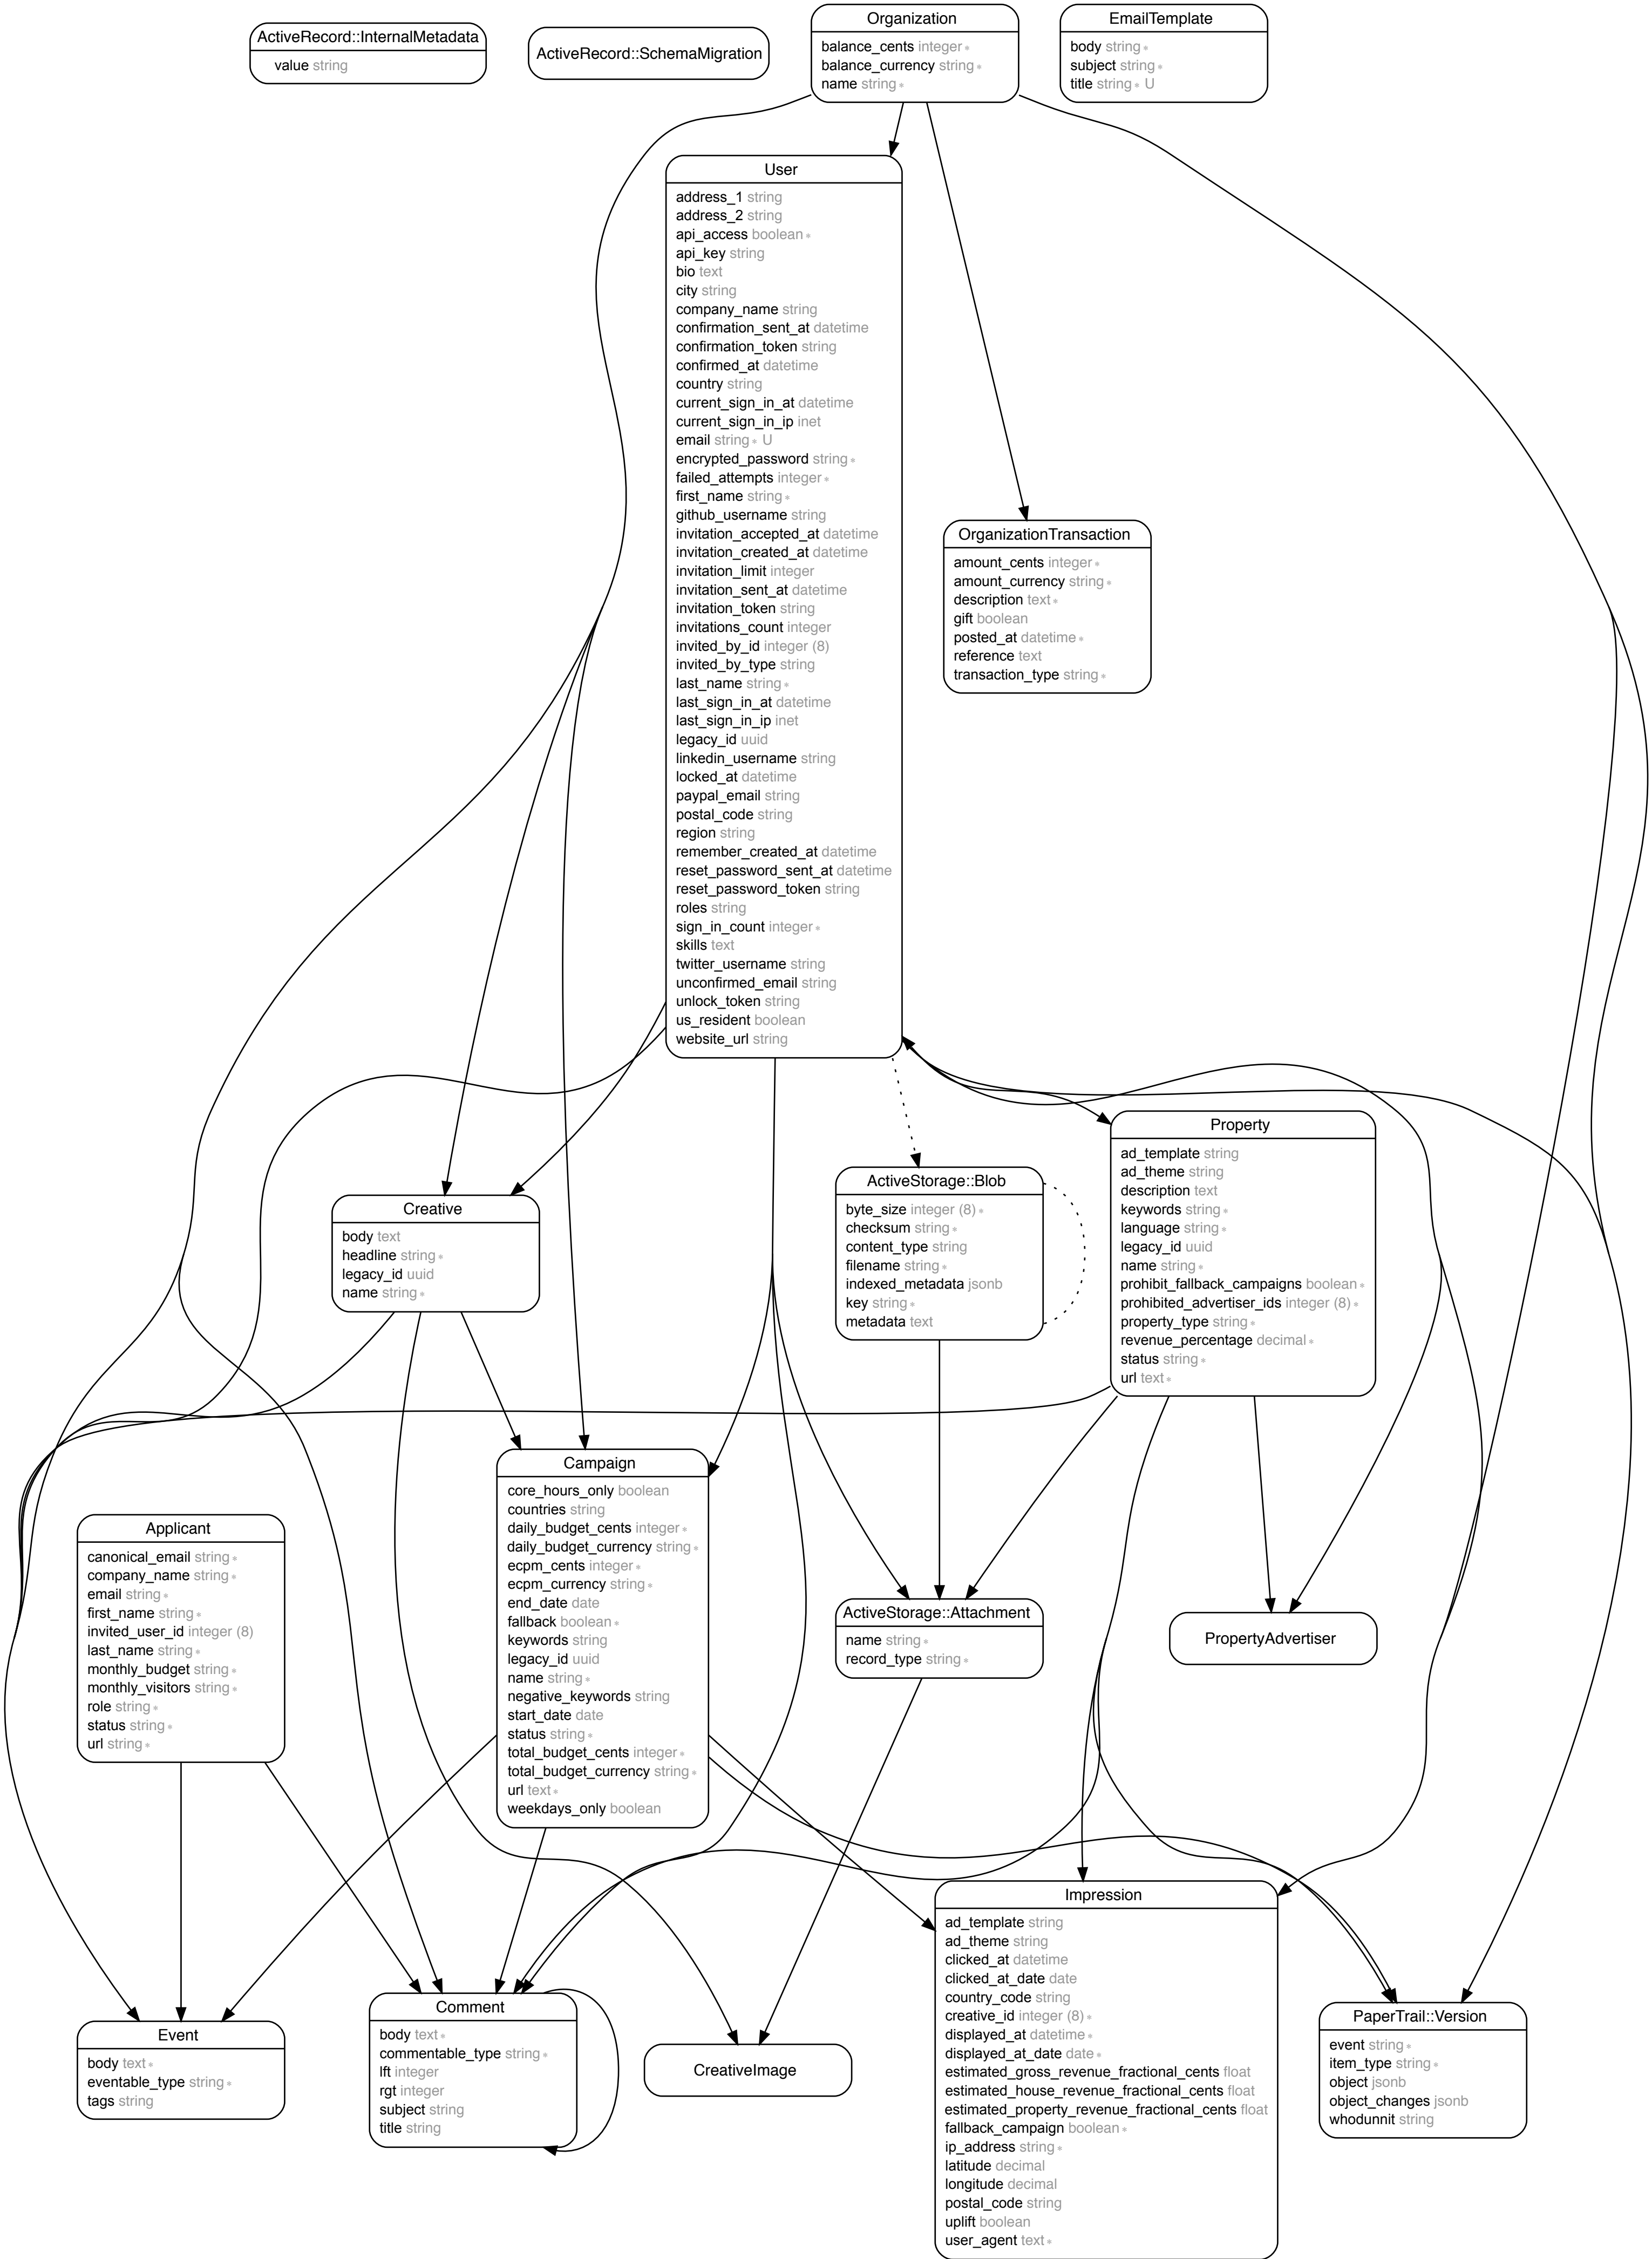 ActiveRecord::InternalMetadata
value string
ActiveRecord::SchemaMigration
Organization
balance_cents integer *
balance_currency string *
name string *
EmailTemplate
body string *
subject string *
title string * U
User
address_1 string
address_2 string
api_access boolean *
api_key string
bio text
city string
company_name string
confirmation_sent_at datetime
confirmation_token string
confirmed_at datetime
country string
current_sign_in_at datetime
current_sign_in_ip inet
email string * U
encrypted_password string *
failed_attempts integer *
first_name string *
github_username string
invitation_accepted_at datetime
invitation_created_at datetime
invitation_limit integer
invitation_sent_at datetime
invitation_token string
invitations_count integer
invited_by_id integer (8)
invited_by_type string
last_name string *
last_sign_in_at datetime
last_sign_in_ip inet
legacy_id uuid
linkedin_username string
locked_at datetime
paypal_email string
postal_code string
region string
remember_created_at datetime
reset_password_sent_at datetime
reset_password_token string
roles string
sign_in_count integer *
skills text
twitter_username string
unconfirmed_email string
unlock_token string
us_resident boolean
website_url string
OrganizationTransaction
amount_cents integer *
amount_currency string *
description text *
gift boolean
posted_at datetime *
reference text
transaction_type string *
Property
ad_template string
ad_theme string
description text
keywords string *
language string *
legacy_id uuid
name string *
prohibit_fallback_campaigns boolean *
prohibited_advertiser_ids integer (8) *
property_type string *
revenue_percentage decimal *
status string *
url text *
ActiveStorage::Blob
byte_size integer (8) *
checksum string *
content_type string
filename string *
indexed_metadata jsonb
key string *
metadata text
Creative
body text
headline string *
legacy_id uuid
name string *
Campaign
core_hours_only boolean
countries string
daily_budget_cents integer *
daily_budget_currency string *
ecpm_cents integer *
ecpm_currency string *
end_date date
fallback boolean *
keywords string
legacy_id uuid
name string *
negative_keywords string
start_date date
status string *
total_budget_cents integer *
total_budget_currency string *
url text *
weekdays_only boolean
Applicant
canonical_email string *
company_name string *
email string *
first_name string *
invited_user_id integer (8)
last_name string *
monthly_budget string *
monthly_visitors string *
role string *
status string *
url string *
ActiveStorage::Attachment
name string *
record_type string *
PropertyAdvertiser
Impression
ad_template string
ad_theme string
clicked_at datetime
clicked_at_date date
country_code string
creative_id integer (8) *
displayed_at datetime *
displayed_at_date date *
estimated_gross_revenue_fractional_cents float
estimated_house_revenue_fractional_cents float
estimated_property_revenue_fractional_cents float
fallback_campaign boolean *
ip_address string *
latitude decimal
longitude decimal
postal_code string
uplift boolean
user_agent text *
Event
body text *
eventable_type string *
tags string
Comment
body text *
commentable_type string *
lft integer
rgt integer
subject string
title string
CreativeImage
PaperTrail::Version
event string *
item_type string *
object jsonb
object_changes jsonb
whodunnit string